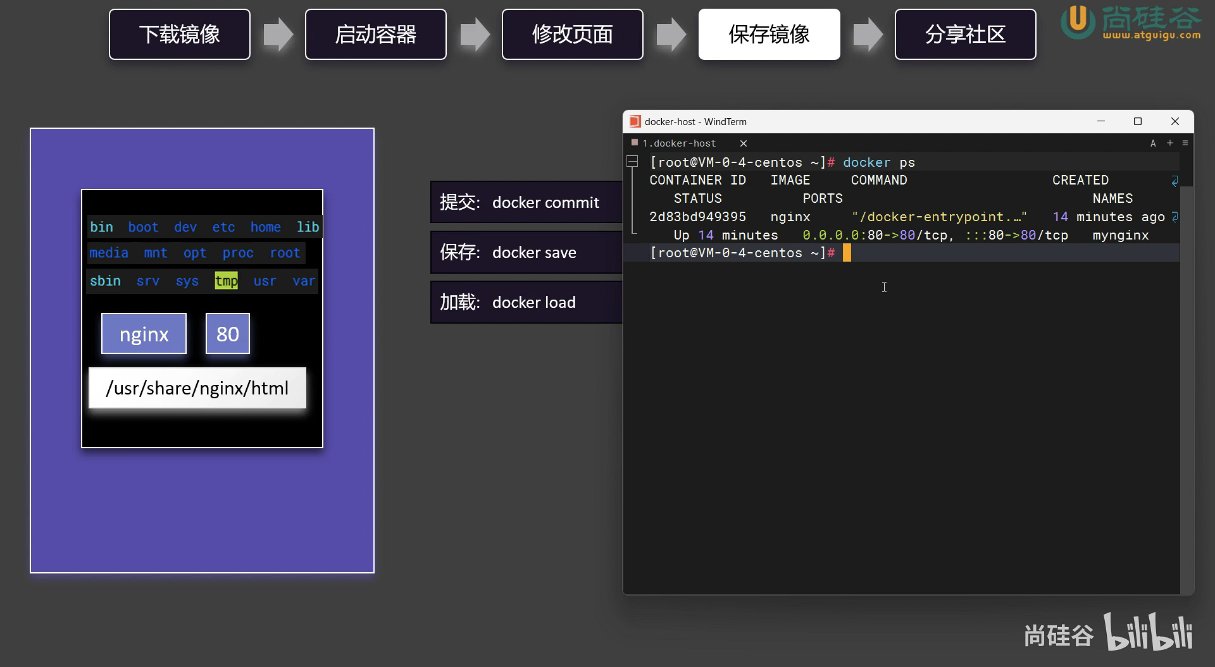 下载镜像 启动容器 修改页面 保存镜像 分享社区
尚硅谷
www.atguigu.com
bin boot dev etc home lib
media mnt opt proc root
sbin srv sys tmp usr var
nginx 80
/usr/share/nginx/html
提交: docker commit
保存: docker save
加载: docker load
docker-host - WindTerm
1.docker-host
[root@VM-0-4-centos ~]# docker ps
CONTAINER ID IMAGE COMMAND CREATED
STATUS PORTS NAMES
2d83bd949395 nginx "/docker-entrypoint.…" 14 minutes ago
Up 14 minutes 0.0.0.0:80->80/tcp, :::80->80/tcp mynginx
[root@VM-0-4-centos ~]#
尚硅谷 bilibili